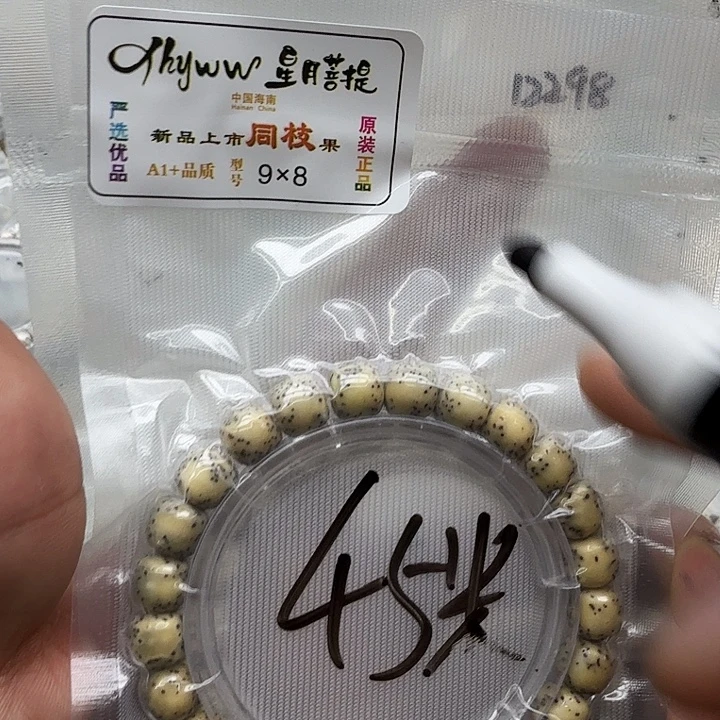 Jhyww 星月菩提
中国海南
Hainan China
严选优品
新品上市同枝果
原装正品
A1+品质 型号 9×8
12298
45米